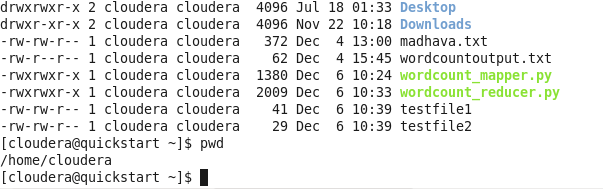 drwxrwxr-x 2 cloudera cloudera 4096 Jul 18 01:33 Desktop
drwxr-xr-x 2 cloudera cloudera 4096 Nov 22 10:18 Downloads
-rw-rw-r-- 1 cloudera cloudera  372 Dec  4 13:00 madhava.txt
-rw-r--r-- 1 cloudera cloudera   62 Dec  4 15:45 wordcountoutput.txt
-rwxrwxr-x 1 cloudera cloudera 1380 Dec  6 10:24 wordcount_mapper.py
-rwxrwxr-x 1 cloudera cloudera 2009 Dec  6 10:33 wordcount_reducer.py
-rw-rw-r-- 1 cloudera cloudera   41 Dec  6 10:39 testfile1
-rw-rw-r-- 1 cloudera cloudera   29 Dec  6 10:39 testfile2
[cloudera@quickstart ~]$ pwd
/home/cloudera
[cloudera@quickstart ~]$